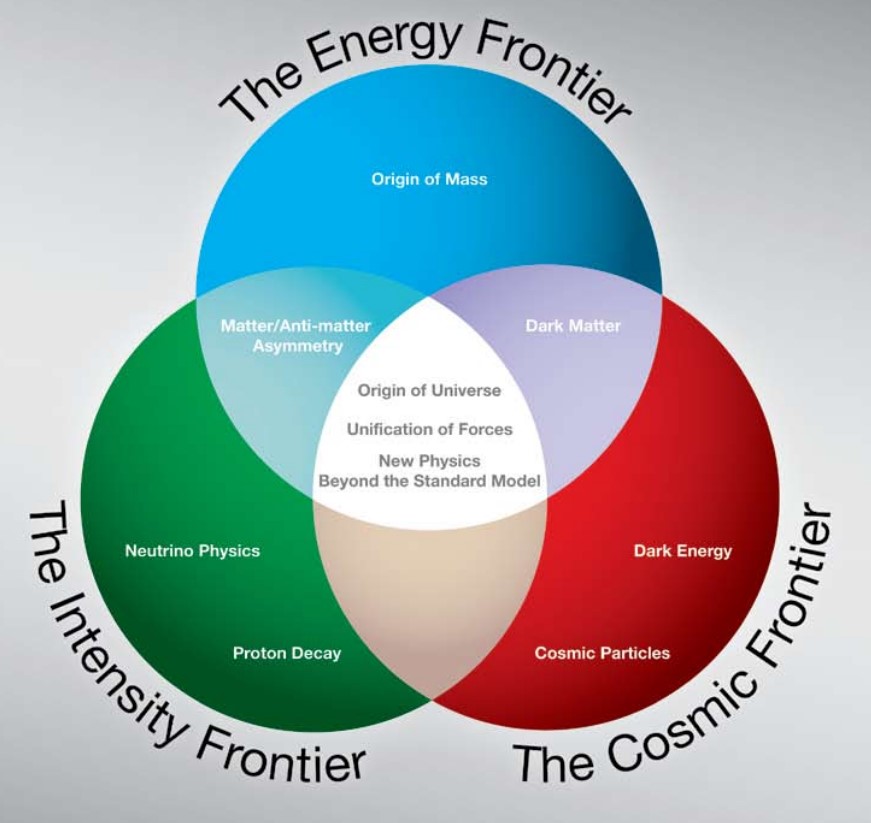 The Energy Frontier
Origin of Mass
Matter/Anti-matter
Asymmetry
Dark Matter
Origin of Universe
Unification of Forces
New Physics
Beyond the Standard Model
Neutrino Physics
Dark Energy
Proton Decay
Cosmic Particles
The Intensity Frontier
The Cosmic Frontier